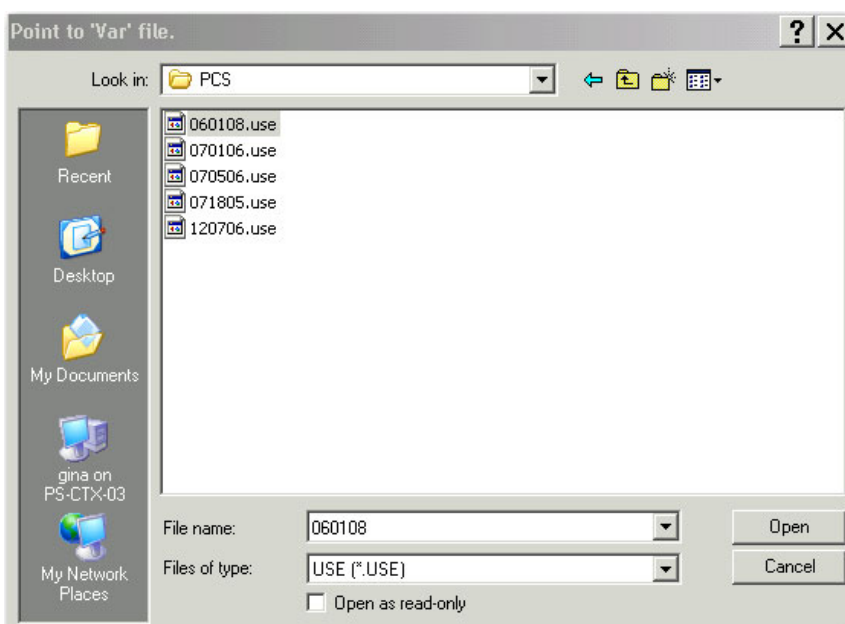 Point to 'Var' file.
?
Look in:
PCS
Recent
Desktop
My Documents
gina on
PS-CTX-03
My Network
Places
060108.use
070106.use
070506.use
071805.use
120706.use
File name:
060108
Open
Files of type:
USE (*.USE)
Cancel
Open as read-only